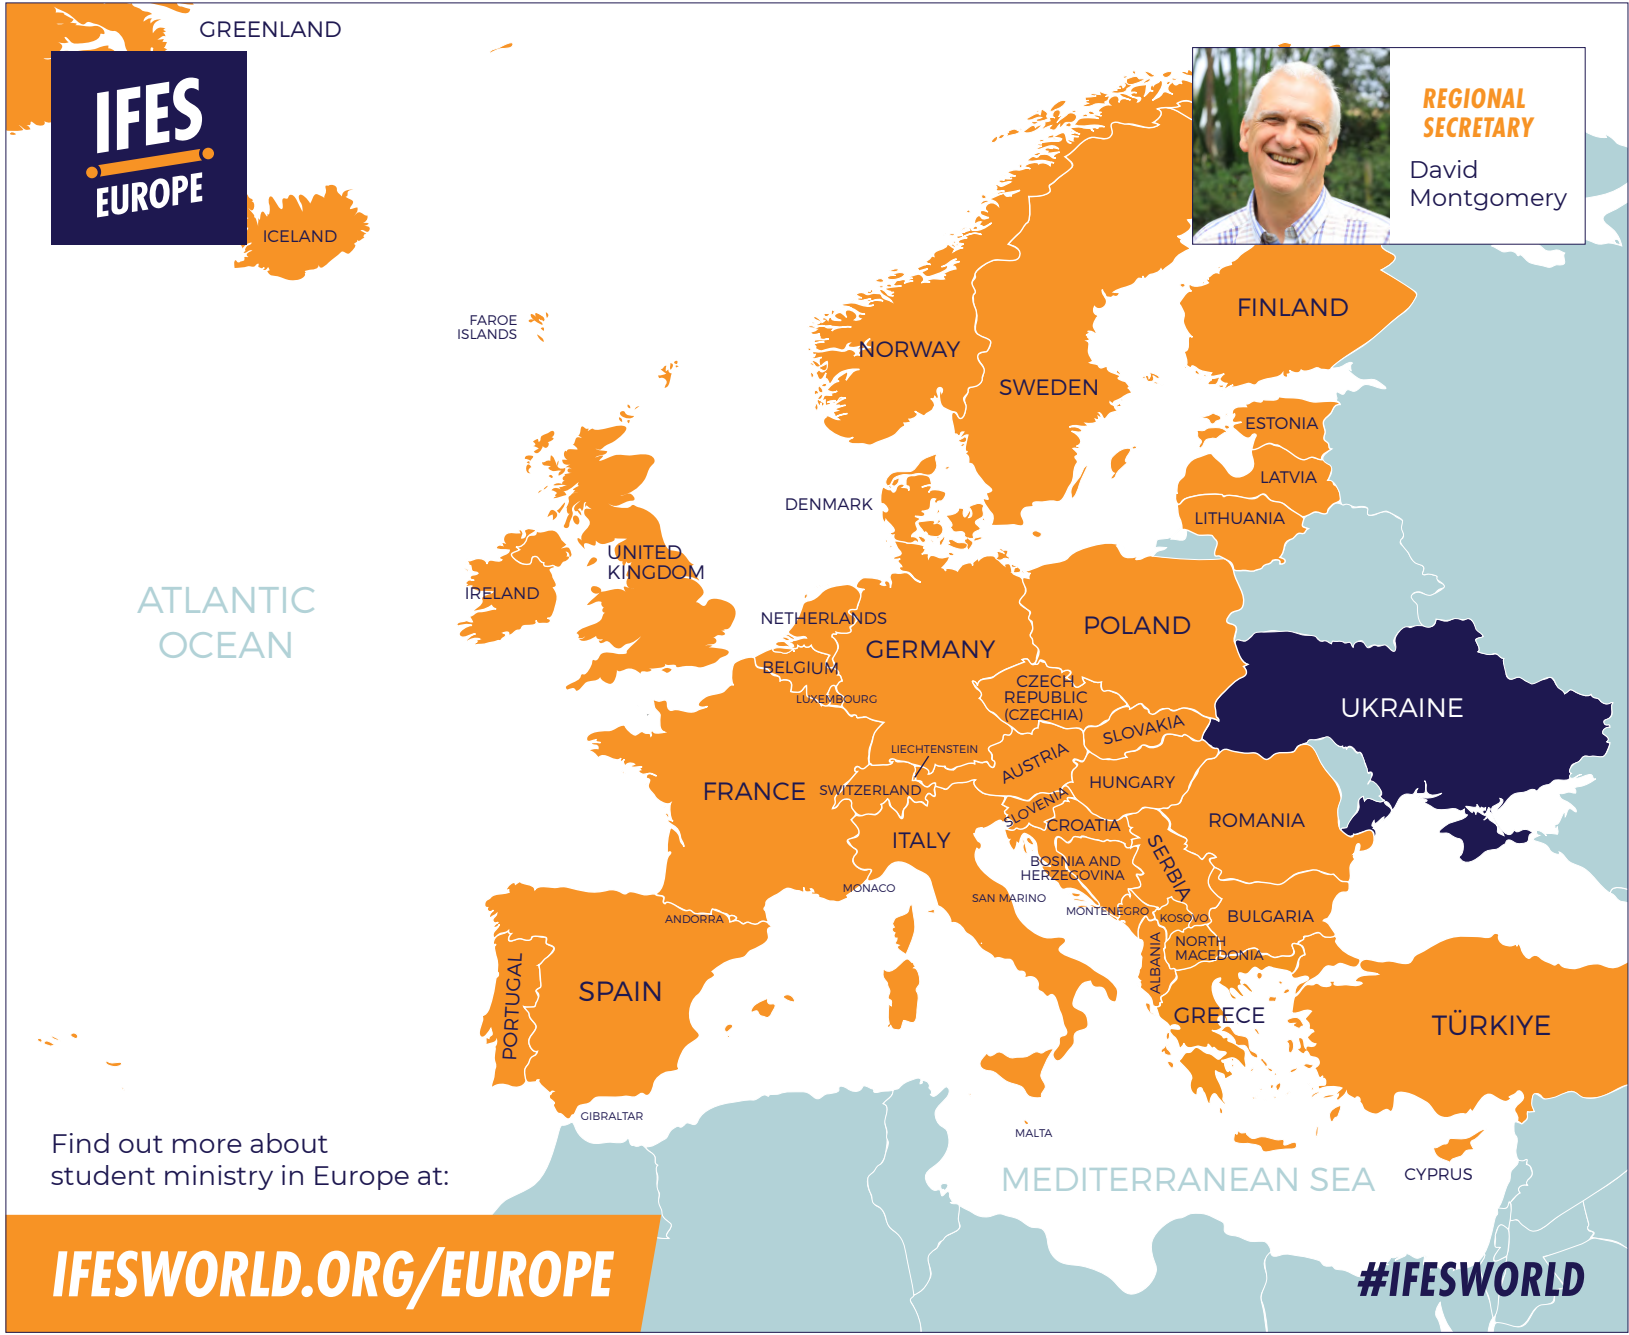 GREENLAND
IFES
EUROPE
REGIONAL
SECRETARY
David
Montgomery
ICELAND
FAROE
ISLANDS
FINLAND
NORWAY
SWEDEN
ESTONIA
LATVIA
LITHUANIA
DENMARK
UNITED
KINGDOM
IRELAND
ATLANTIC
OCEAN
NETHERLANDS
GERMANY
POLAND
BELGIUM
LUXEMBOURG
CZECH
REPUBLIC
(CZECHIA)
UKRAINE
SLOVAKIA
LIECHTENSTEIN
AUSTRIA
FRANCE
SWITZERLAND
HUNGARY
SLOVENIA
CROATIA
ROMANIA
ITALY
BOSNIA AND
HERZEGOVINA
SERBIA
MONACO
SAN MARINO
MONTENEGRO
KOSOVO
BULGARIA
ANDORRA
NORTH
MACEDONIA
ALBANIA
PORTUGAL
SPAIN
GREECE
TÜRKIYE
GIBRALTAR
MALTA
MEDITERRANEAN SEA
CYPRUS
Find out more about
student ministry in Europe at:
IFESWORLD.ORG/EUROPE
#IFESWORLD